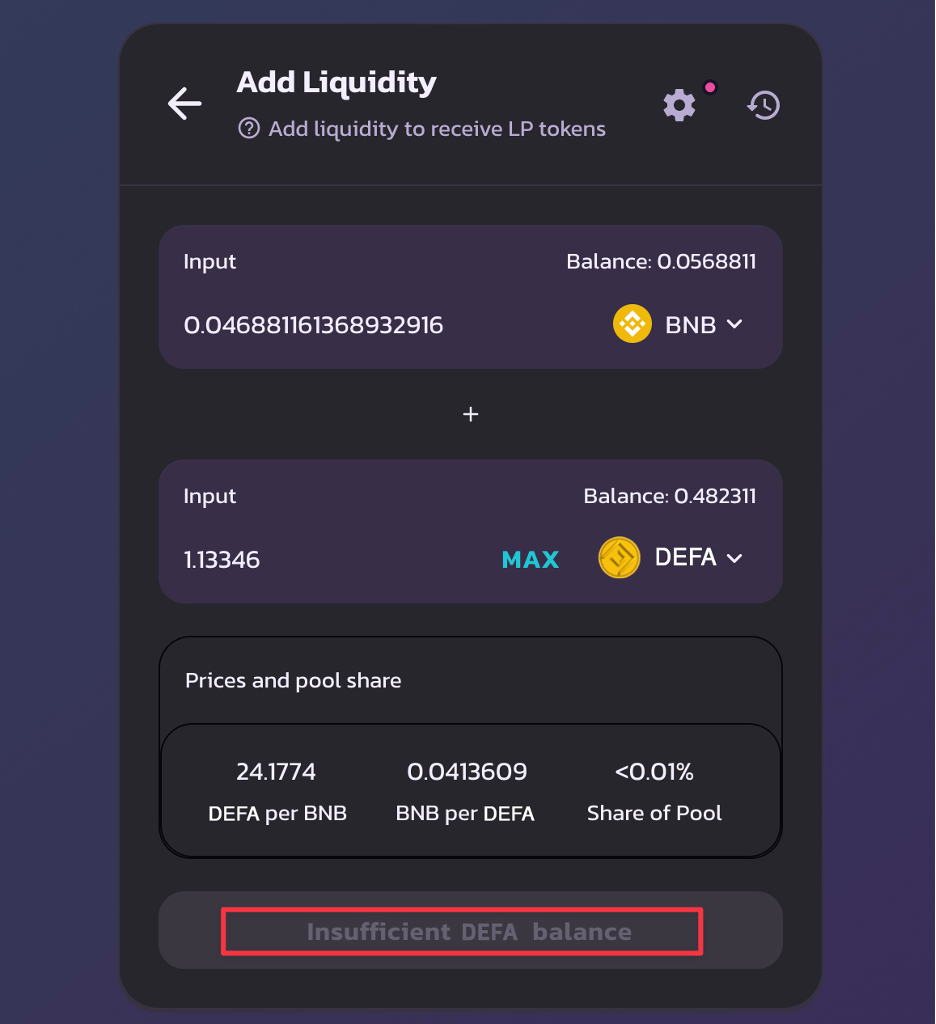 Add Liquidity
Add liquidity to receive LP tokens
Input Balance: 0.0568811
0.046881161368932916 BNB
+
Input Balance: 0.482311
1.13346 MAX DEFA
Prices and pool share
24.1774 0.0413609 <0.01%
DEFA per BNB BNB per DEFA Share of Pool
Insufficient DEFA balance